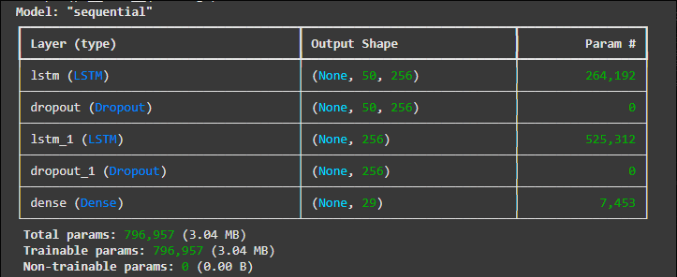 Model: "sequential"
Layer (type) Output Shape Param #
lstm (LSTM) (None, 50, 256) 264,192
dropout (Dropout) (None, 50, 256) 0
lstm_1 (LSTM) (None, 256) 525,312
dropout_1 (Dropout) (None, 256) 0
dense (Dense) (None, 29) 7,453
Total params: 796,957 (3.04 MB)
Trainable params: 796,957 (3.04 MB)
Non-trainable params: 0 (0.00 B)